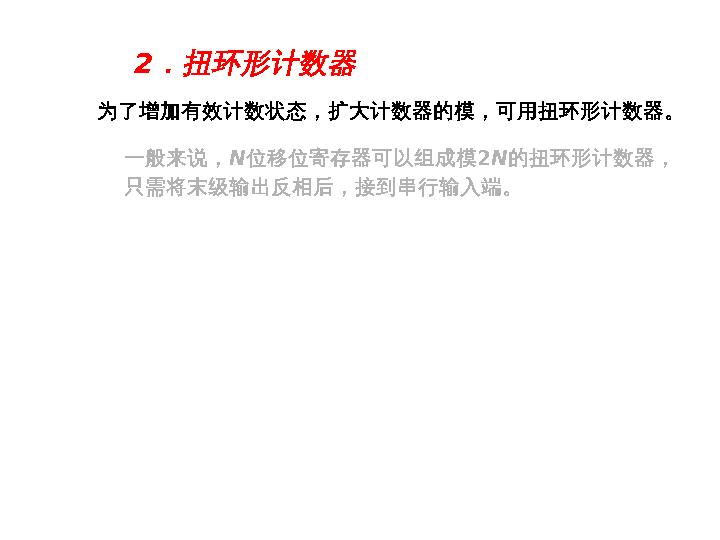 2．扭环形计数器
为了增加有效计数状态，扩大计数器的模，可用扭环形计数器。
一般来说，N位移位寄存器可以组成模2N的扭环形计数器，
只需将末级输出反相后，接到串行输入端。